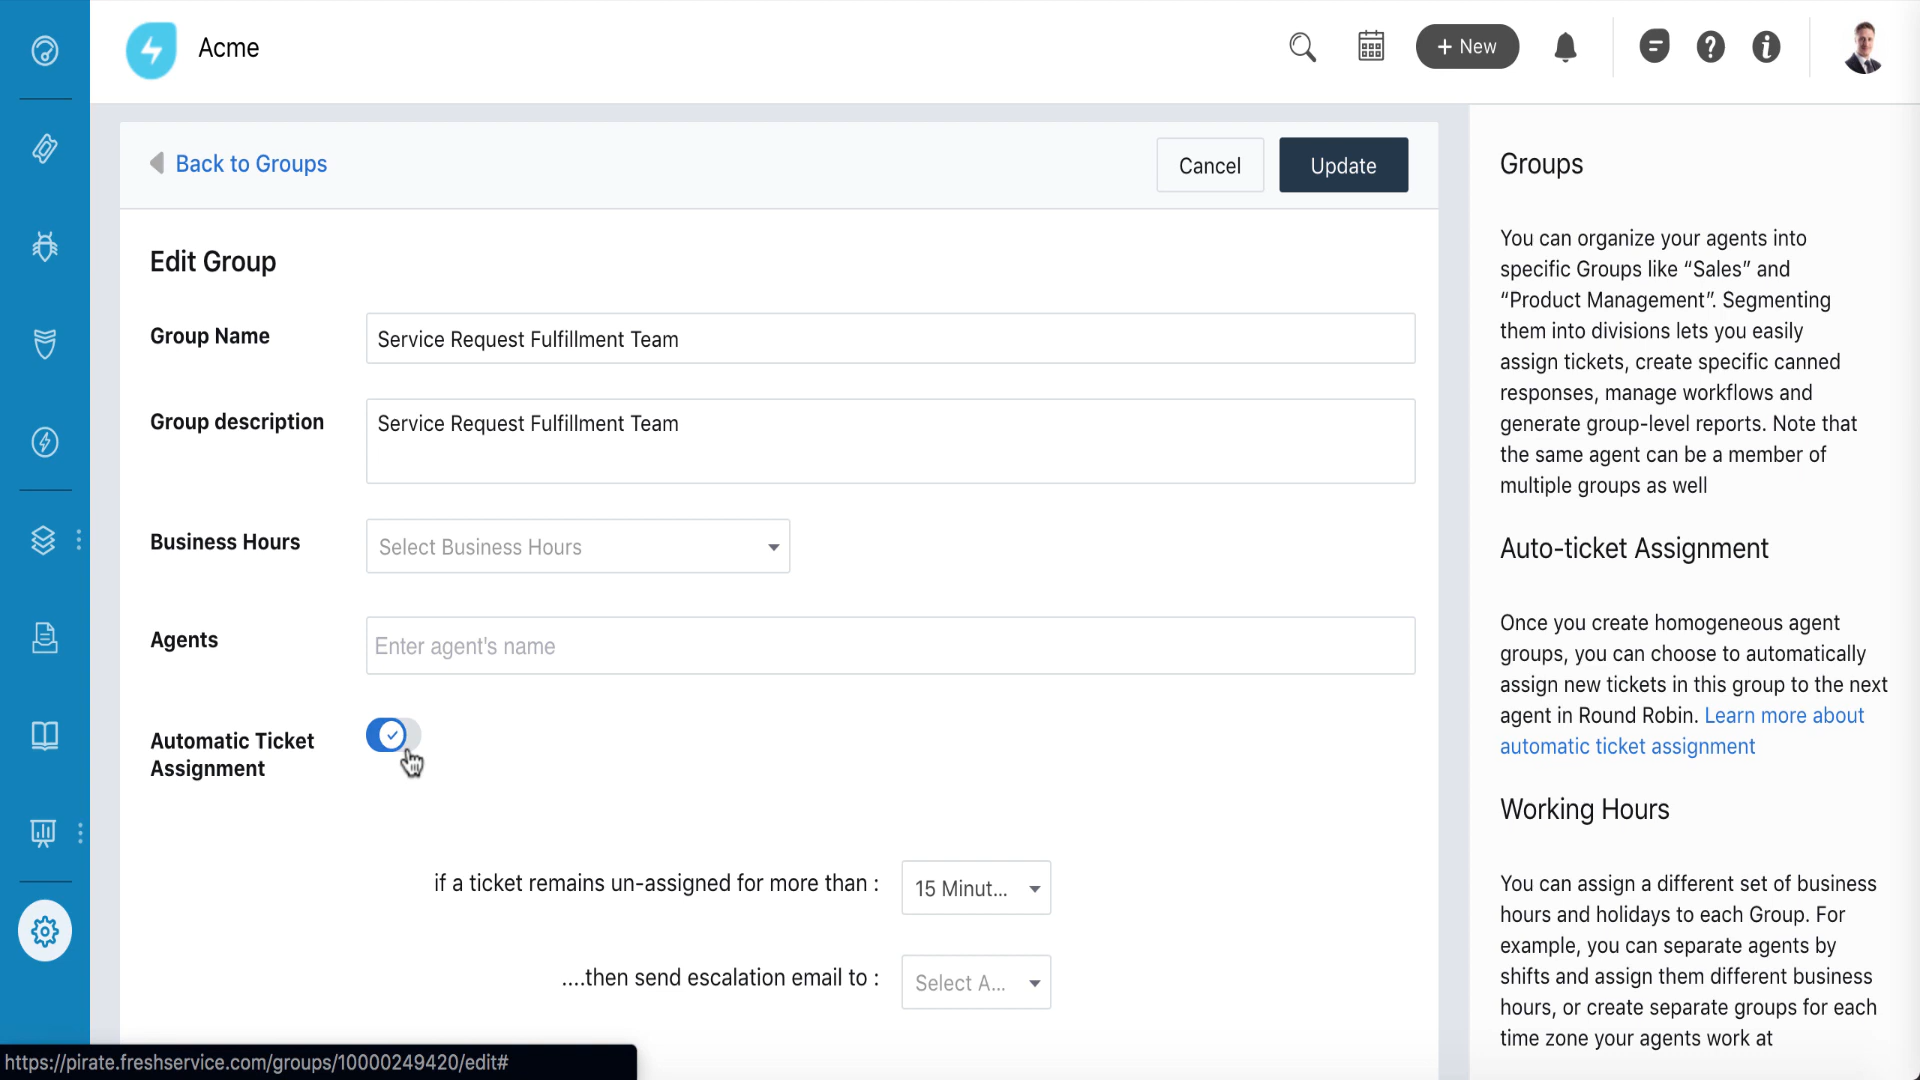 Acme
+ New
Back to Groups
Cancel
Update
Edit Group
Group Name
Service Request Fulfillment Team
Group description
Service Request Fulfillment Team
Business Hours
Select Business Hours
Agents
Enter agent's name
Automatic Ticket
Assignment
if a ticket remains un-assigned for more than :
15 Minut...
....then send escalation email to :
Select A...
Groups
You can organize your agents into
specific Groups like “Sales” and
“Product Management”. Segmenting
them into divisions lets you easily
assign tickets, create specific canned
responses, manage workflows and
generate group-level reports. Note that
the same agent can be a member of
multiple groups as well
Auto-ticket Assignment
Once you create homogeneous agent
groups, you can choose to automatically
assign new tickets in this group to the next
agent in Round Robin. Learn more about
automatic ticket assignment
Working Hours
You can assign a different set of business
hours and holidays to each Group. For
example, you can separate agents by
shifts and assign them different business
hours, or create separate groups for each
time zone your agents work at
https://pirate.freshservice.com/groups/10000249420/edit#